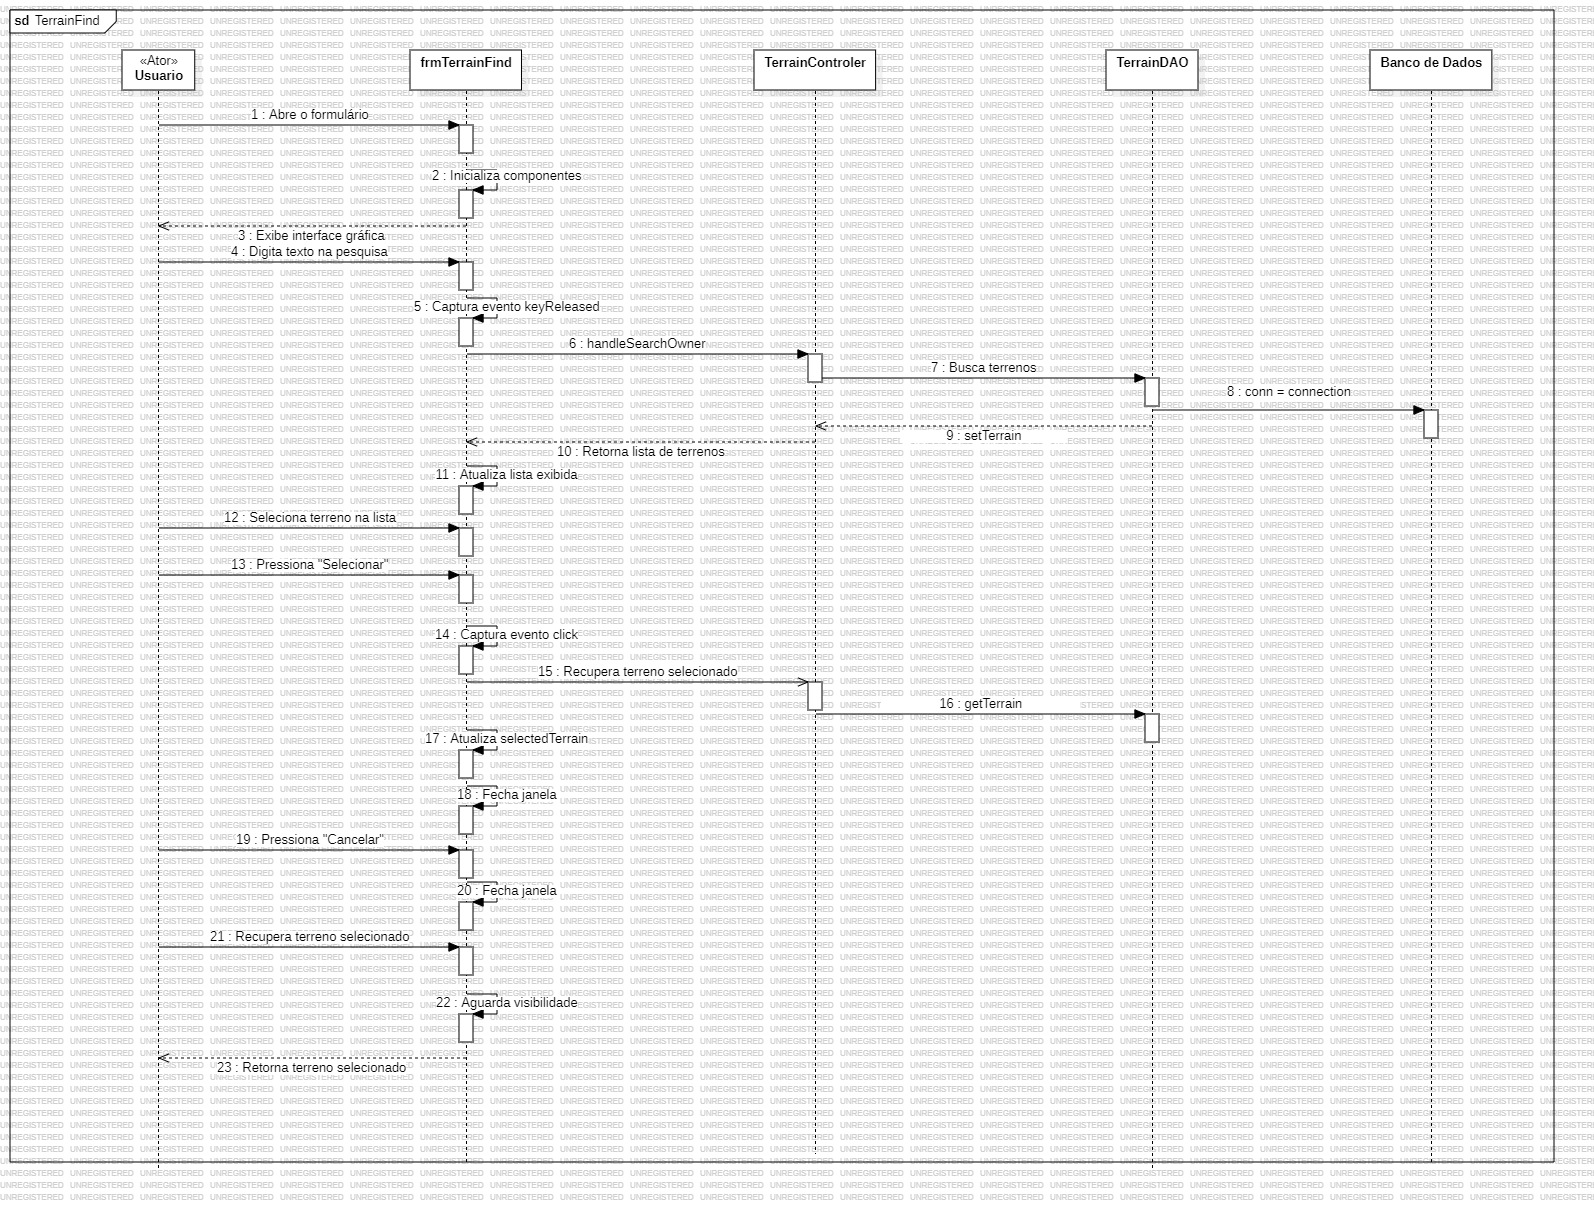 sd TerrainFind
«Ator»
Usuario
frmTerrainFind
TerrainControler
TerrainDAO
Banco de Dados
1 : Abre o formulário
2 : Inicializa componentes
3 : Exibe interface gráfica
4 : Digita texto na pesquisa
5 : Captura evento keyReleased
6 : handleSearchOwner
7 : Busca terrenos
8 : conn = connection
9 : setTerrain
10 : Retorna lista de terrenos
11 : Atualiza lista exibida
12 : Seleciona terreno na lista
13 : Pressiona "Selecionar"
14 : Captura evento click
15 : Recupera terreno selecionado
16 : getTerrain
17 : Atualiza selectedTerrain
18 : Fecha janela
19 : Pressiona "Cancelar"
20 : Fecha janela
21 : Recupera terreno selecionado
22 : Aguarda visibilidade
23 : Retorna terreno selecionado
UNREGISTERED